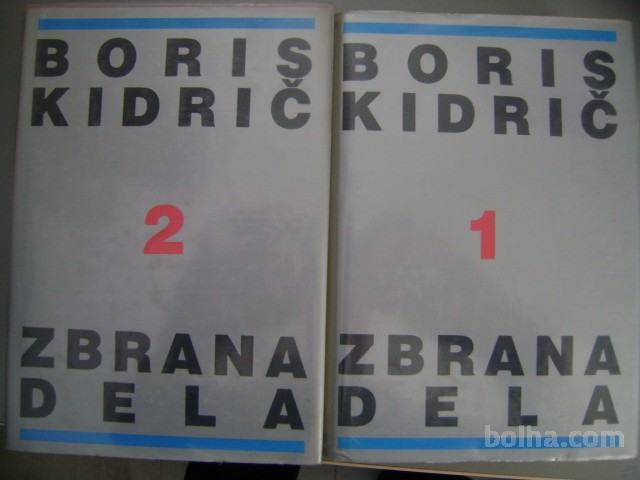 BORIS
KIDRIČ
2
ZBRANA
DELA
BORIS
KIDRIČ
1
ZBRANA
DELA
bolha.com